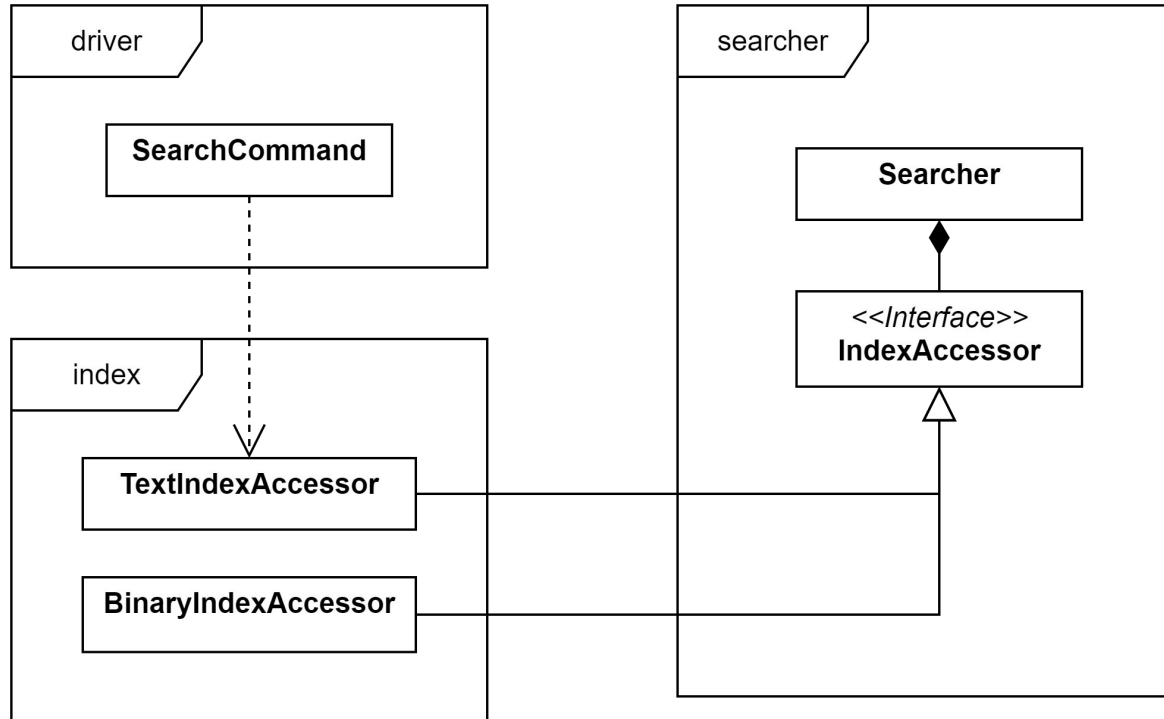 driver
SearchCommand
index
TextIndexAccessor
BinaryIndexAccessor
searcher
Searcher
<<Interface>>
IndexAccessor